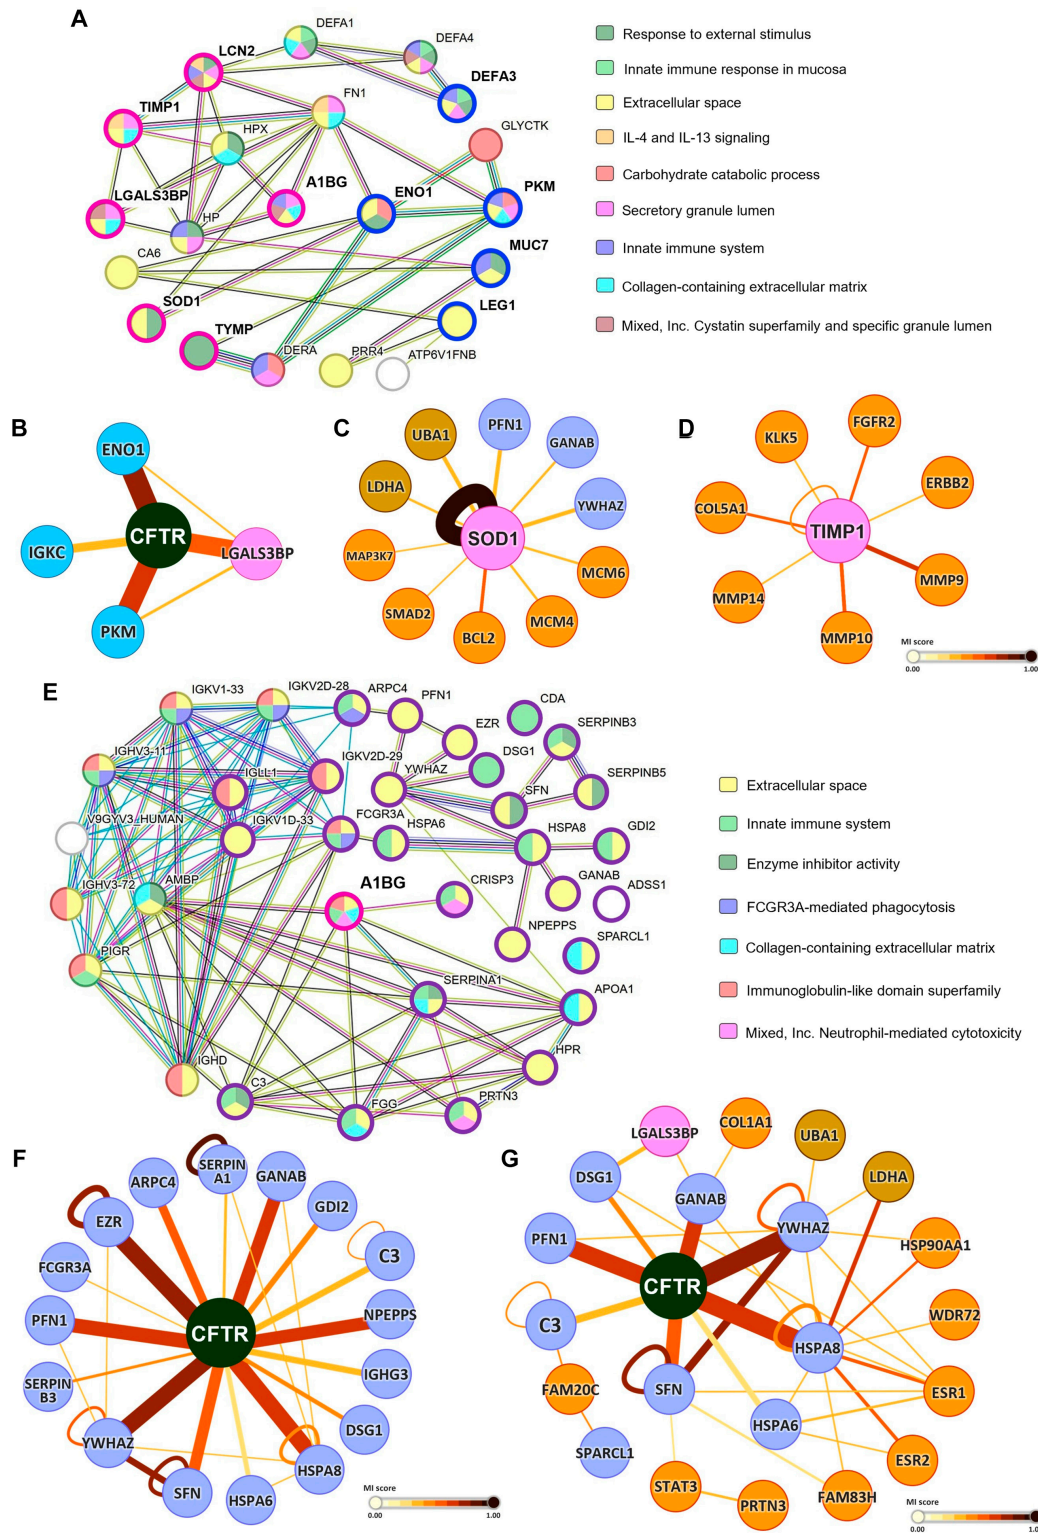 A
DEFA1
DEFA4
LCN2
DEFA3
TIMP1
FN1
HPX
GLYCTK
A1BG
ENO1
PKM
LGALS3BP
HP
MUC7
CA6
SOD1
LEG1
TYMP
DERA
PRR4
ATP6V1FNB
Response to external stimulus
Innate immune response in mucosa
Extracellular space
IL-4 and IL-13 signaling
Carbohydrate catabolic process
Secretory granule lumen
Innate immune system
Collagen-containing extracellular matrix
Mixed, Inc. Cystatin superfamily and specific granule lumen
B
ENO1
CFTR
IGKC
LGALS3BP
PKM
C
UBA1
PFN1
GANAB
LDHA
YWHAZ
SOD1
MAP3K7
MCM6
SMAD2
BCL2
MCM4
D
KLK5
FGFR2
ERBB2
COL5A1
TIMP1
MMP14
MMP9
MMP10
MI score
0.00
1.00
E
IGKV1-33
IGKV2D-28
ARPC4
PFN1
CDA
EZR
SERPINB3
IGHV3-11
IGKV2D-29
DSG1
YWHAZ
SERPINB5
IGLL1
SFN
V9GYV3_HUMAN
IGKV1D-33
FCGR3A
HSPA6
HSPA8
GDI2
IGHV3-72
AMBP
A1BG
CRISP3
GANAB
ADSS1
NPEPPS
SPARCL1
PIGR
SERPINA1
APOA1
IGHD
HPR
C3
FGG
PRTN3
Extracellular space
Innate immune system
Enzyme inhibitor activity
FCGR3A-mediated phagocytosis
Collagen-containing extracellular matrix
Immunoglobulin-like domain superfamily
Mixed, Inc. Neutrophil-mediated cytotoxicity
F
SERPIN
A1
ARPC4
GANAB
EZR
GDI2
FCGR3A
C3
PFN1
CFTR
NPEPPS
SERPIN
B3
IGHG3
YWHAZ
DSG1
SFN
HSPA6
HSPA8
MI score
0.00
1.00
G
LGALS3BP
COL1A1
UBA1
DSG1
GANAB
LDHA
PFN1
YWHAZ
HSP90AA1
CFTR
C3
WDR72
HSPA8
FAM20C
SFN
ESR1
HSPA6
SPARCL1
ESR2
STAT3
PRTN3
FAM83H
MI score
0.00
1.00